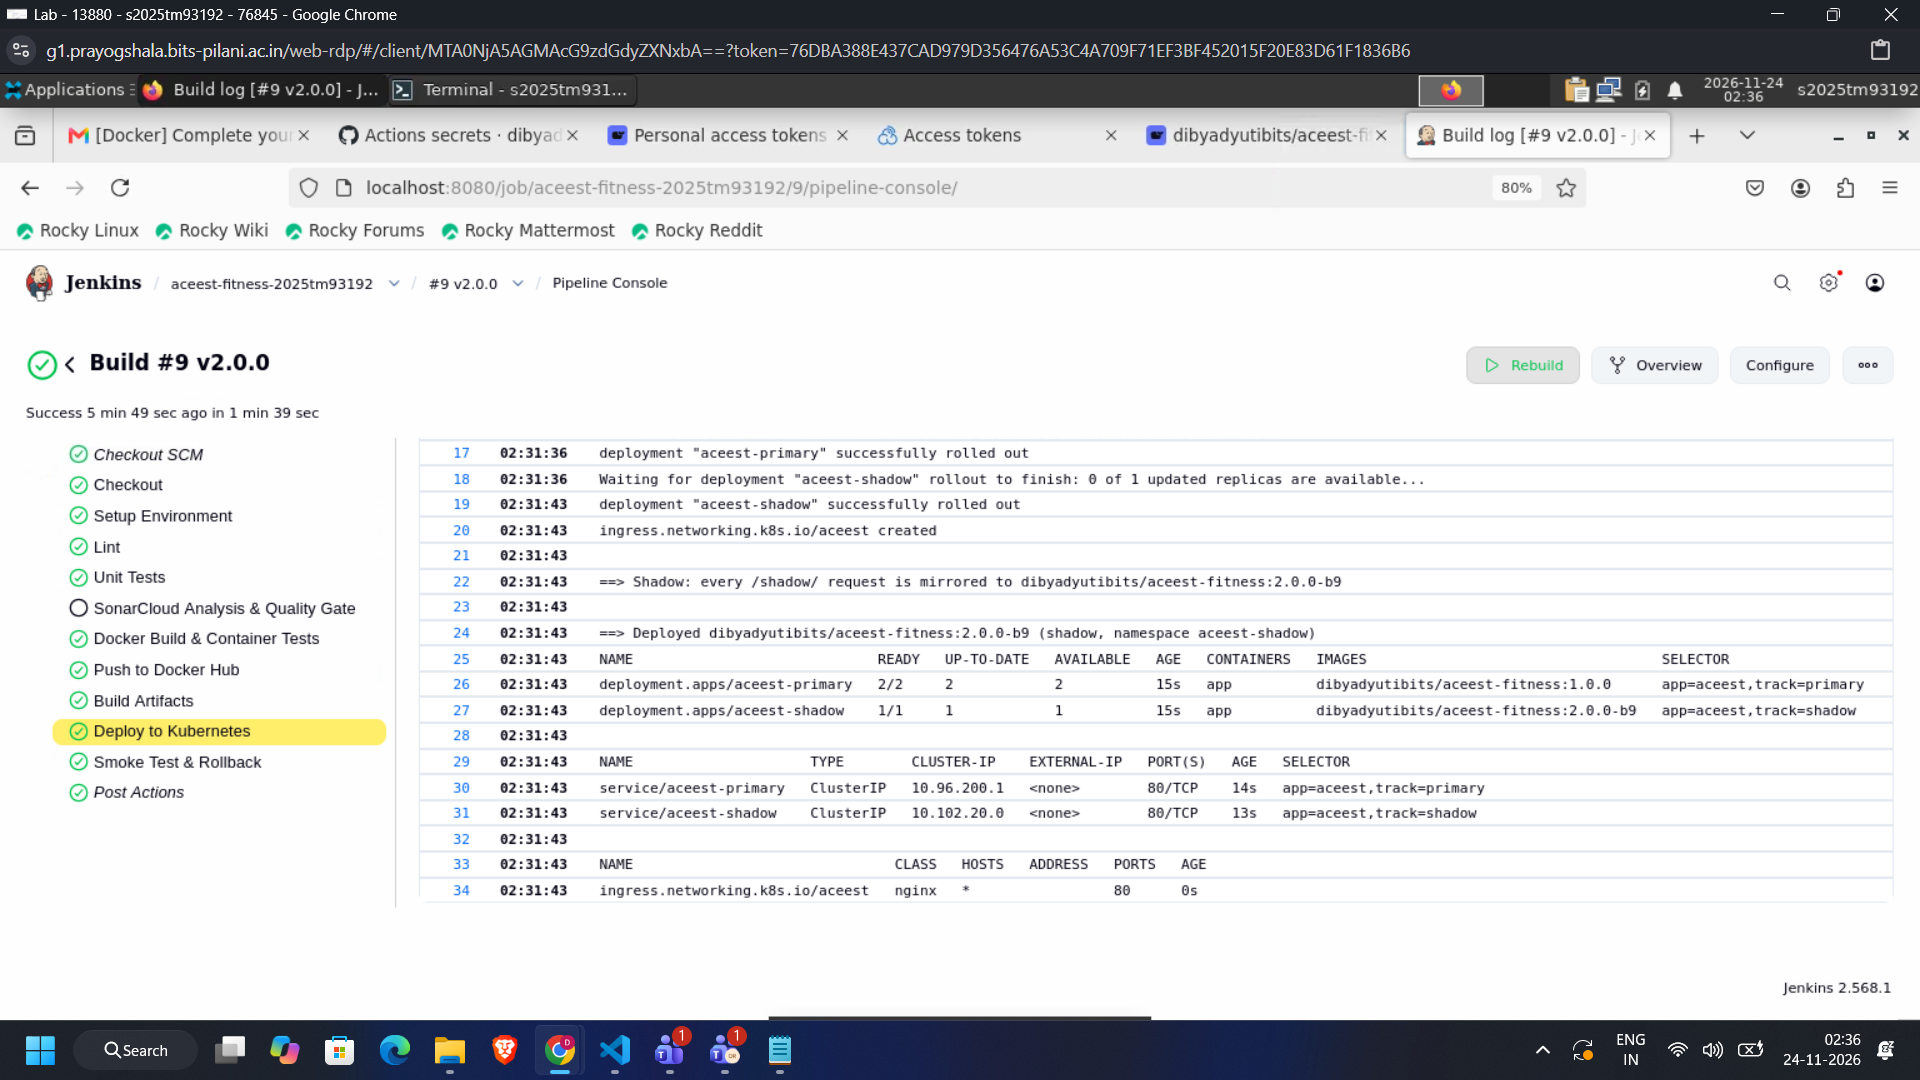 Lab - 13880 - s2025tm93192 - 76845 - Google Chrome
g1.prayogshala.bits-pilani.ac.in/web-rdp/#/client/MTA0NjA5AGMAcG9zdGdyZXNxbA==?token=76DBA388E437CAD979D356476A53C4A709F71EF3BF452015F20E83D61F1836B6
Applications Build log [#9 v2.0.0] - J... Terminal - s2025tm931... 2026-11-24 02:36 s2025tm93192
[Docker] Complete your Actions secrets · dibyad Personal access tokens Access tokens dibyadyutibits/aceest-fi Build log [#9 v2.0.0] - J
localhost:8080/job/aceest-fitness-2025tm93192/9/pipeline-console/ 80%
Rocky Linux Rocky Wiki Rocky Forums Rocky Mattermost Rocky Reddit
Jenkins / aceest-fitness-2025tm93192 / #9 v2.0.0 / Pipeline Console
Build #9 v2.0.0 Rebuild Overview Configure
Success 5 min 49 sec ago in 1 min 39 sec
Checkout SCM
Checkout
Setup Environment
Lint
Unit Tests
SonarCloud Analysis & Quality Gate
Docker Build & Container Tests
Push to Docker Hub
Build Artifacts
Deploy to Kubernetes
Smoke Test & Rollback
Post Actions
17 02:31:36 deployment "aceest-primary" successfully rolled out
18 02:31:36 Waiting for deployment "aceest-shadow" rollout to finish: 0 of 1 updated replicas are available...
19 02:31:43 deployment "aceest-shadow" successfully rolled out
20 02:31:43 ingress.networking.k8s.io/aceest created
21 02:31:43
22 02:31:43 ==> Shadow: every /shadow/ request is mirrored to dibyadyutibits/aceest-fitness:2.0.0-b9
23 02:31:43
24 02:31:43 ==> Deployed dibyadyutibits/aceest-fitness:2.0.0-b9 (shadow, namespace aceest-shadow)
25 02:31:43 NAME READY UP-TO-DATE AVAILABLE AGE CONTAINERS IMAGES SELECTOR
26 02:31:43 deployment.apps/aceest-primary 2/2 2 2 15s app dibyadyutibits/aceest-fitness:1.0.0 app=aceest,track=primary
27 02:31:43 deployment.apps/aceest-shadow 1/1 1 1 15s app dibyadyutibits/aceest-fitness:2.0.0-b9 app=aceest,track=shadow
28 02:31:43
29 02:31:43 NAME TYPE CLUSTER-IP EXTERNAL-IP PORT(S) AGE SELECTOR
30 02:31:43 service/aceest-primary ClusterIP 10.96.200.1 <none> 80/TCP 14s app=aceest,track=primary
31 02:31:43 service/aceest-shadow ClusterIP 10.102.20.0 <none> 80/TCP 13s app=aceest,track=shadow
32 02:31:43
33 02:31:43 NAME CLASS HOSTS ADDRESS PORTS AGE
34 02:31:43 ingress.networking.k8s.io/aceest nginx * 80 0s
Jenkins 2.568.1
Search 1 1 ENG IN 02:36 24-11-2026